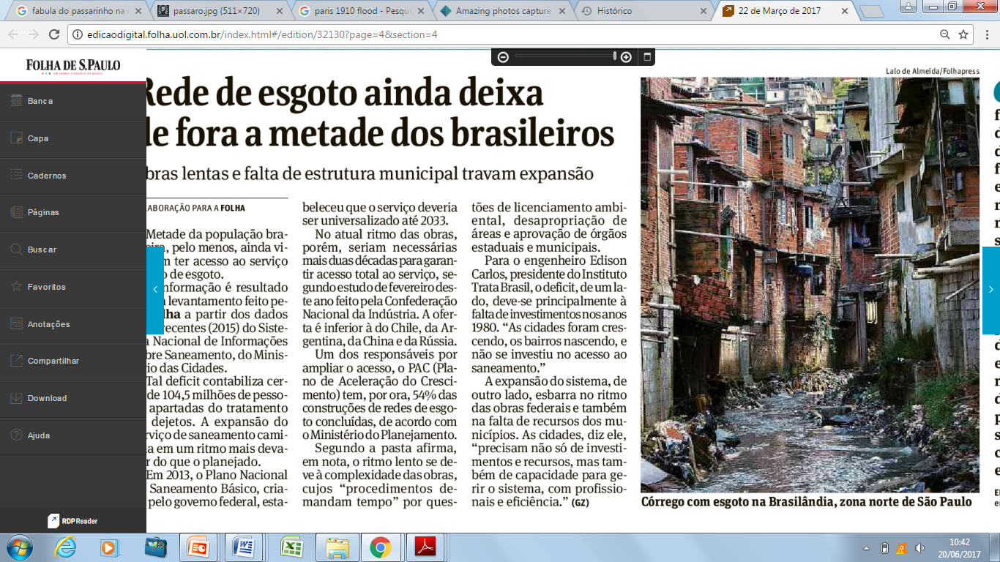 fabula do passarinho na
passaro.jpg (511×720)
paris 1910 flood - Pesqui
Amazing photos capture
Histórico
22 de Março de 2017
edicaodigital.folha.uol.com.br/index.html#/edition/32130?page=4&section=4
FOLHA DE S.PAULO
Banca
Capa
Cadernos
Páginas
Buscar
Favoritos
Anotações
Compartilhar
Download
Ajuda
RDP Reader
Rede de esgoto ainda deixa
de fora a metade dos brasileiros
bras lentas e falta de estrutura municipal travam expansão
LABORAÇÃO PARA A FOLHA
Metade da população bra-
eira, pelo menos, ainda vi-
m ter acesso ao serviço
o de esgoto.
nformação é resultado
levantamento feito pe-
lha a partir dos dados
recentes (2015) do Siste-
a Nacional de Informações
bre Saneamento, do Minis-
io das Cidades.
Tal deficit contabiliza cer-
de 104,5 milhões de pesso-
apartadas do tratamento
dejetos. A expansão do
rviço de saneamento cami-
a em um ritmo mais deva-
r do que o planejado.
Em 2013, o Plano Nacional
Saneamento Básico, cria-
pelo governo federal, esta-
beleceu que o serviço deveria
ser universalizado até 2033.
No atual ritmo das obras,
porém, seriam necessárias
mais duas décadas para garan-
tir acesso total ao serviço, se-
gundo estudo de fevereiro des-
te ano feito pela Confederação
Nacional da Indústria. A ofer-
ta é inferior à do Chile, da Ar-
gentina, da China e da Rússia.
Um dos responsáveis por
ampliar o acesso, o PAC (Pla-
no de Aceleração do Cresci-
mento) tem, por ora, 54% das
construções de redes de esgo-
to concluídas, de acordo com
o Ministério do Planejamento.
Segundo a pasta afirma,
em nota, o ritmo lento se de-
ve à complexidade das obras,
cujos “procedimentos de-
mandam tempo” por ques-
tões de licenciamento ambi-
ental, desapropriação de
áreas e aprovação de órgãos
estaduais e municipais.
Para o engenheiro Edison
Carlos, presidente do Instituto
Trata Brasil, o deficit, de um la-
do, deve-se principalmente à
falta de investimentos nos anos
1980. “As cidades foram cres-
cendo, os bairros nascendo, e
não se investiu no acesso ao
saneamento.”
A expansão do sistema, de
outro lado, esbarra no ritmo
das obras federais e também
na falta de recursos dos mu-
nicípios. As cidades, diz ele,
“precisam não só de investi-
mentos e recursos, mas tam-
bém de capacidade para ge-
rir o sistema, com profissio-
nais e eficiência.” (GZ)
Lalo de Almeida/Folhapress
Córrego com esgoto na Brasilândia, zona norte de São Paulo
10:42
20/06/2017